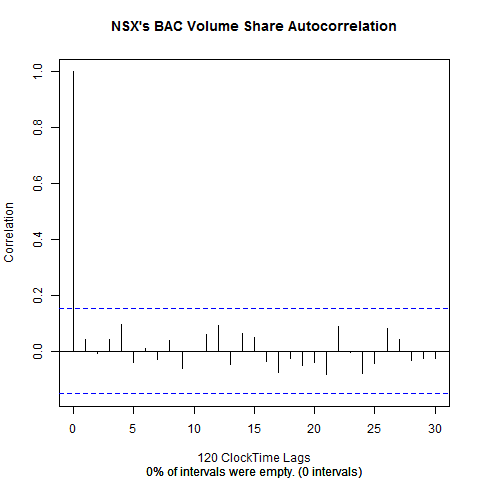 NSX's BAC Volume Share Autocorrelation
Correlation
1.0
0.8
0.6
0.4
0.2
0.0
0 5 10 15 20 25 30
120 ClockTime Lags
0% of intervals were empty. (0 intervals)